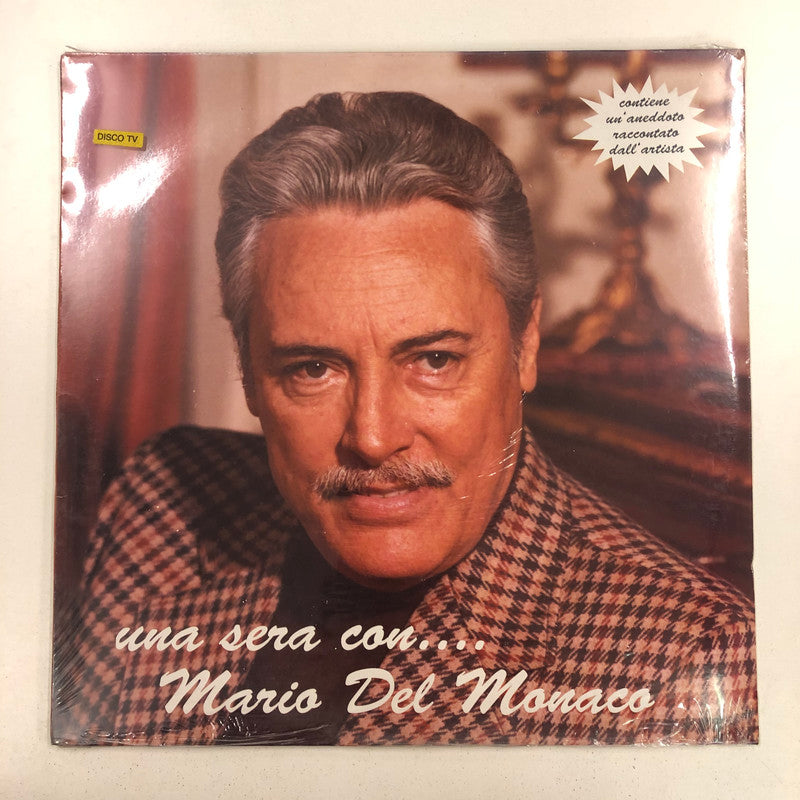 DISCO TV
contiene
un'aneddoto
raccontato
dall'artista
una sera con....
Mario Del Monaco